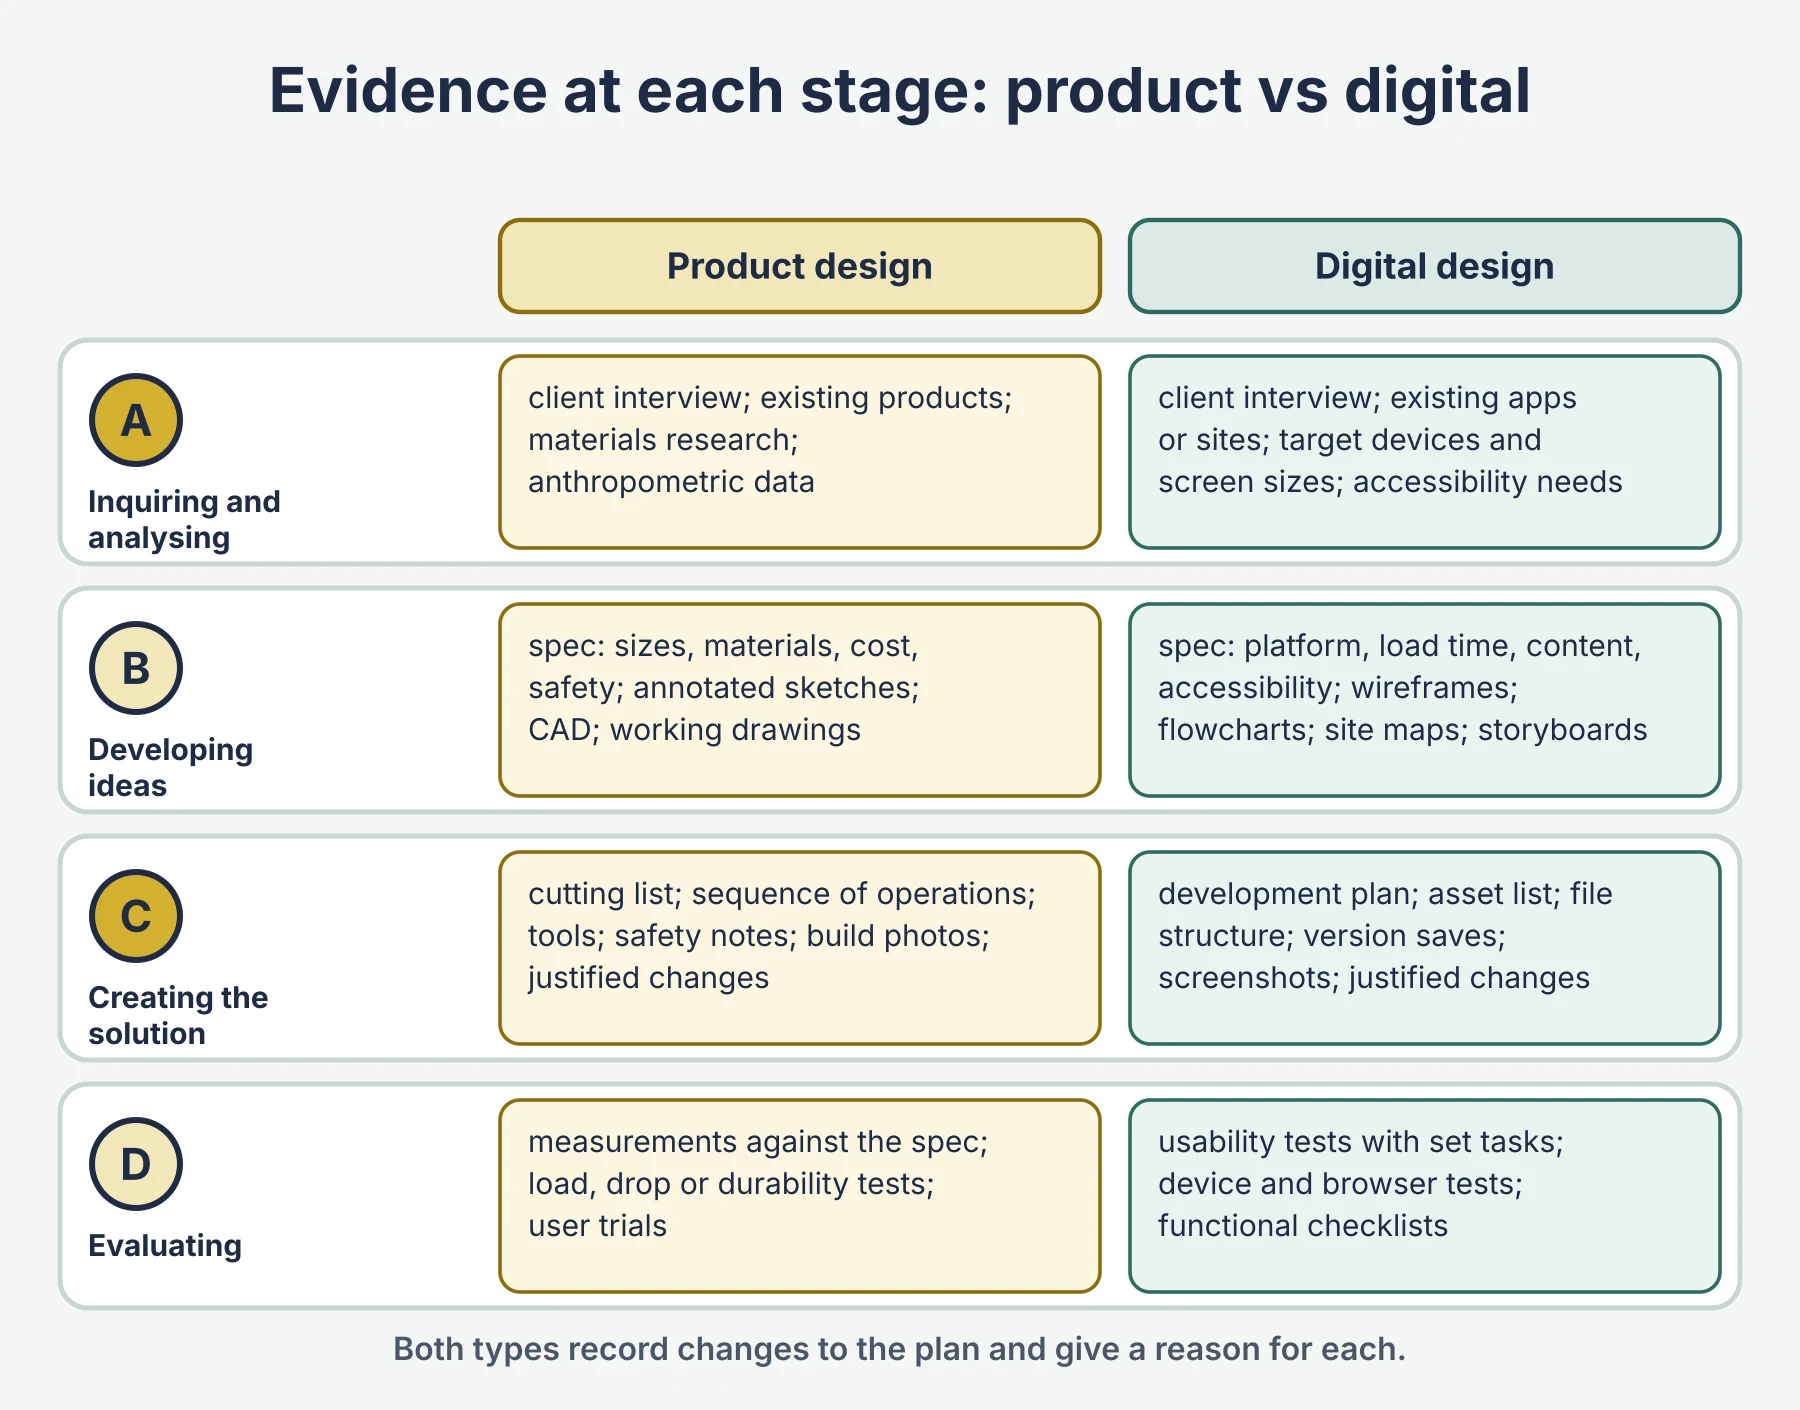 Evidence at each stage: product vs digital
Product design
Digital design
A
Inquiring and
analysing
client interview; existing products;
materials research;
anthropometric data
client interview; existing apps
or sites; target devices and
screen sizes; accessibility needs
B
Developing
ideas
spec: sizes, materials, cost,
safety; annotated sketches;
CAD; working drawings
spec: platform, load time, content,
accessibility; wireframes;
flowcharts; site maps; storyboards
C
Creating the
solution
cutting list; sequence of operations;
tools; safety notes; build photos;
justified changes
development plan; asset list; file
structure; version saves;
screenshots; justified changes
D
Evaluating
measurements against the spec;
load, drop or durability tests;
user trials
usability tests with set tasks;
device and browser tests;
functional checklists
Both types record changes to the plan and give a reason for each.